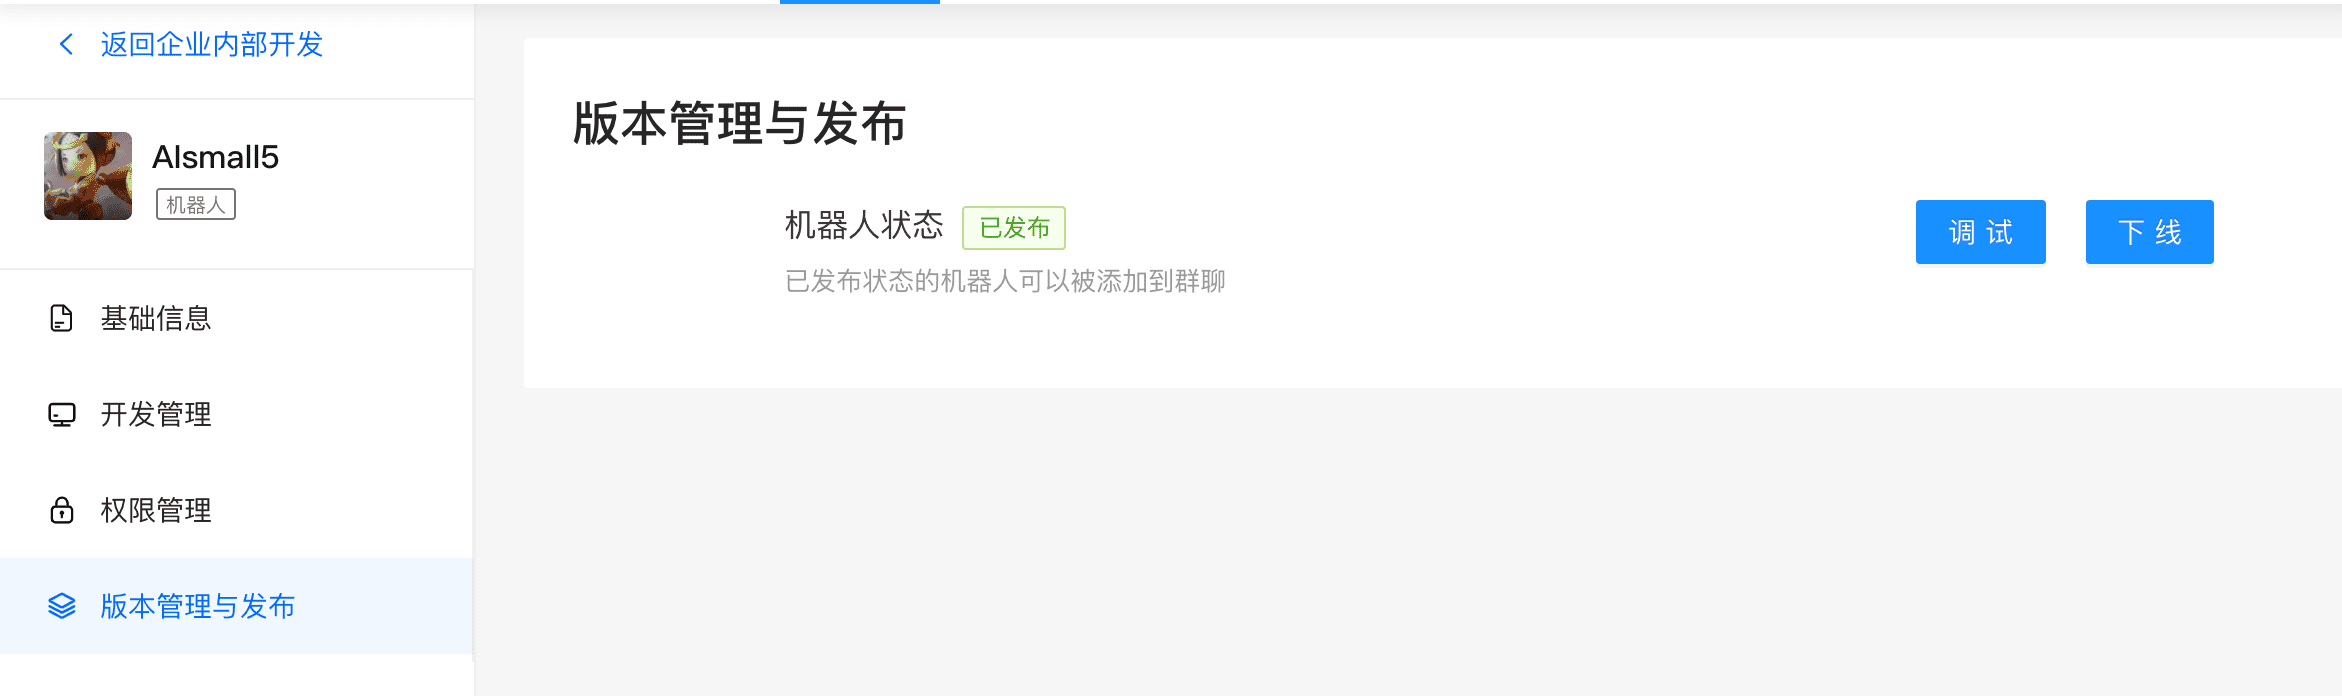 返回企业内部开发
AIsmall5
机器人
基础信息
开发管理
权限管理
版本管理与发布
版本管理与发布
机器人状态 已发布
已发布状态的机器人可以被添加到群聊
调 试
下 线